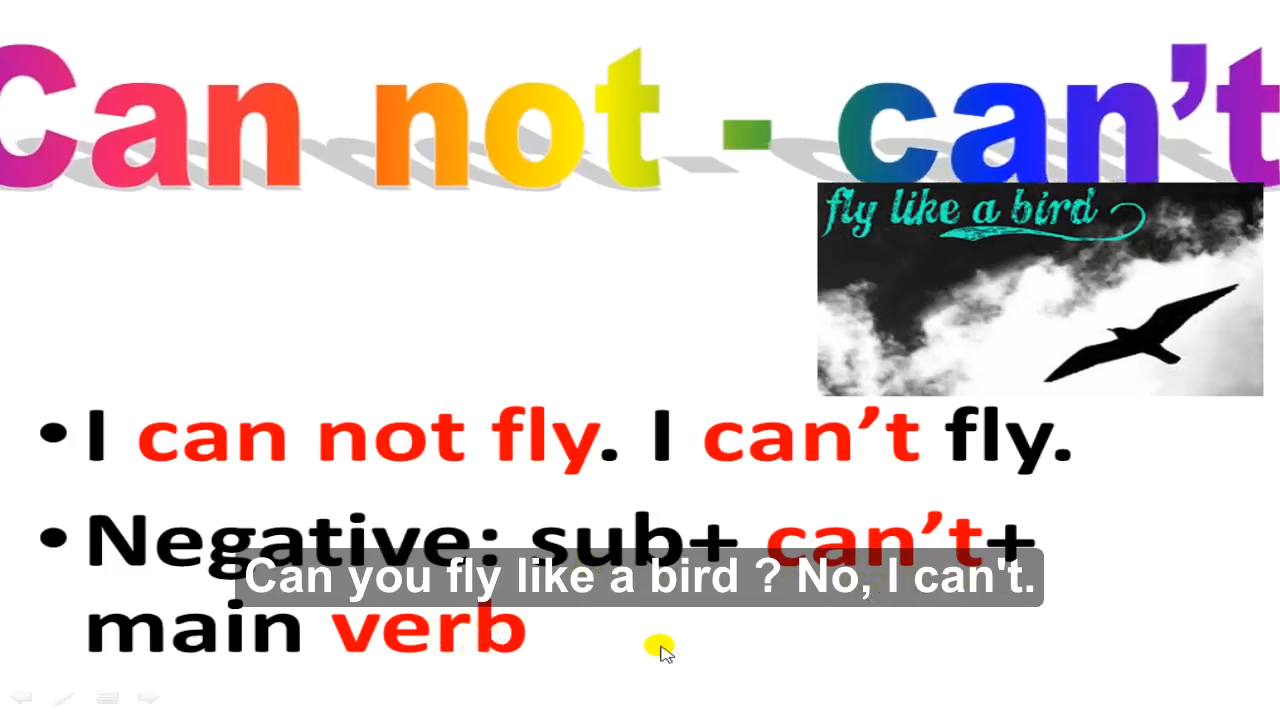 Can not - can’t
fly like a bird
• I can not fly. I can’t fly.
• Negative: sub+ can’t+
Can you fly like a bird ? No, I can't.
main verb